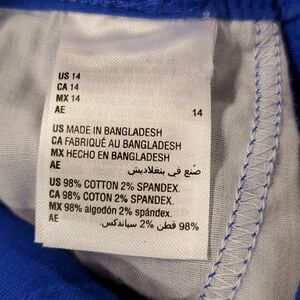 US 14
CA 14
MX 14
AE 14
US MADE IN BANGLADESH
CA FABRIQUÉ AU BANGLADESH
MX HECHO EN BANGLADESH
AE صنع في بنغلاديش
US 98% COTTON 2% SPANDEX.
CA 98% COTON 2% SPANDEX.
MX 98% algodón 2% spándex.
AE 98% قطن 2% سباندكس.